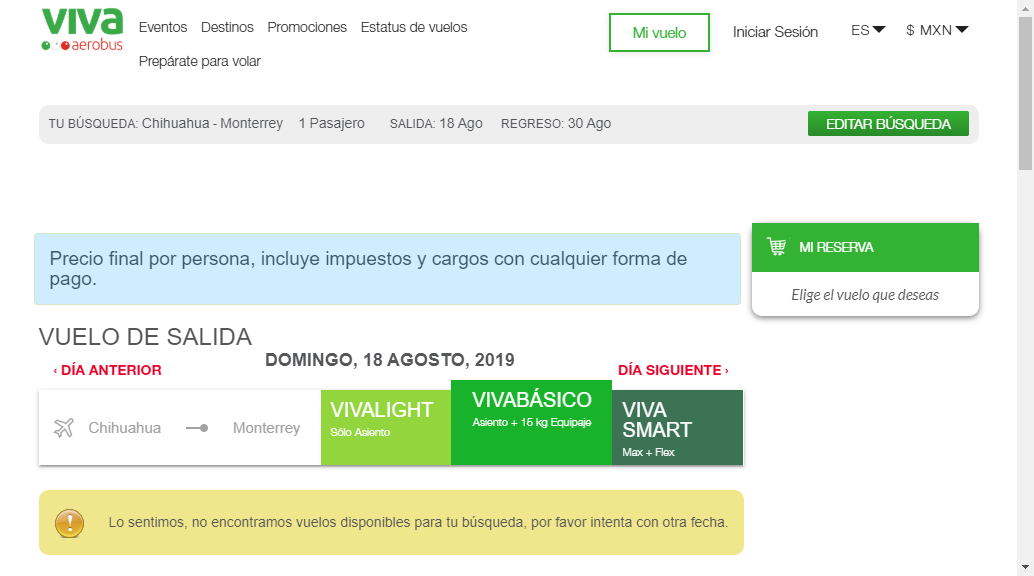 viva
aerobus
Eventos Destinos Promociones Estatus de vuelos
Prepárate para volar
Mi vuelo
Iniciar Sesión
ES
$ MXN
TU BÚSQUEDA: Chihuahua - Monterrey 1 Pasajero SALIDA: 18 Ago REGRESO: 30 Ago
EDITAR BÚSQUEDA
Precio final por persona, incluye impuestos y cargos con cualquier forma de
pago.
MI RESERVA
Elige el vuelo que deseas
VUELO DE SALIDA
DOMINGO, 18 AGOSTO, 2019
‹ DÍA ANTERIOR
DÍA SIGUIENTE ›
Chihuahua Monterrey
VIVALIGHT
Sólo Asiento
VIVABÁSICO
Asiento + 15 kg Equipaje
VIVA
SMART
Max + Flex
Lo sentimos, no encontramos vuelos disponibles para tu búsqueda, por favor intenta con otra fecha.